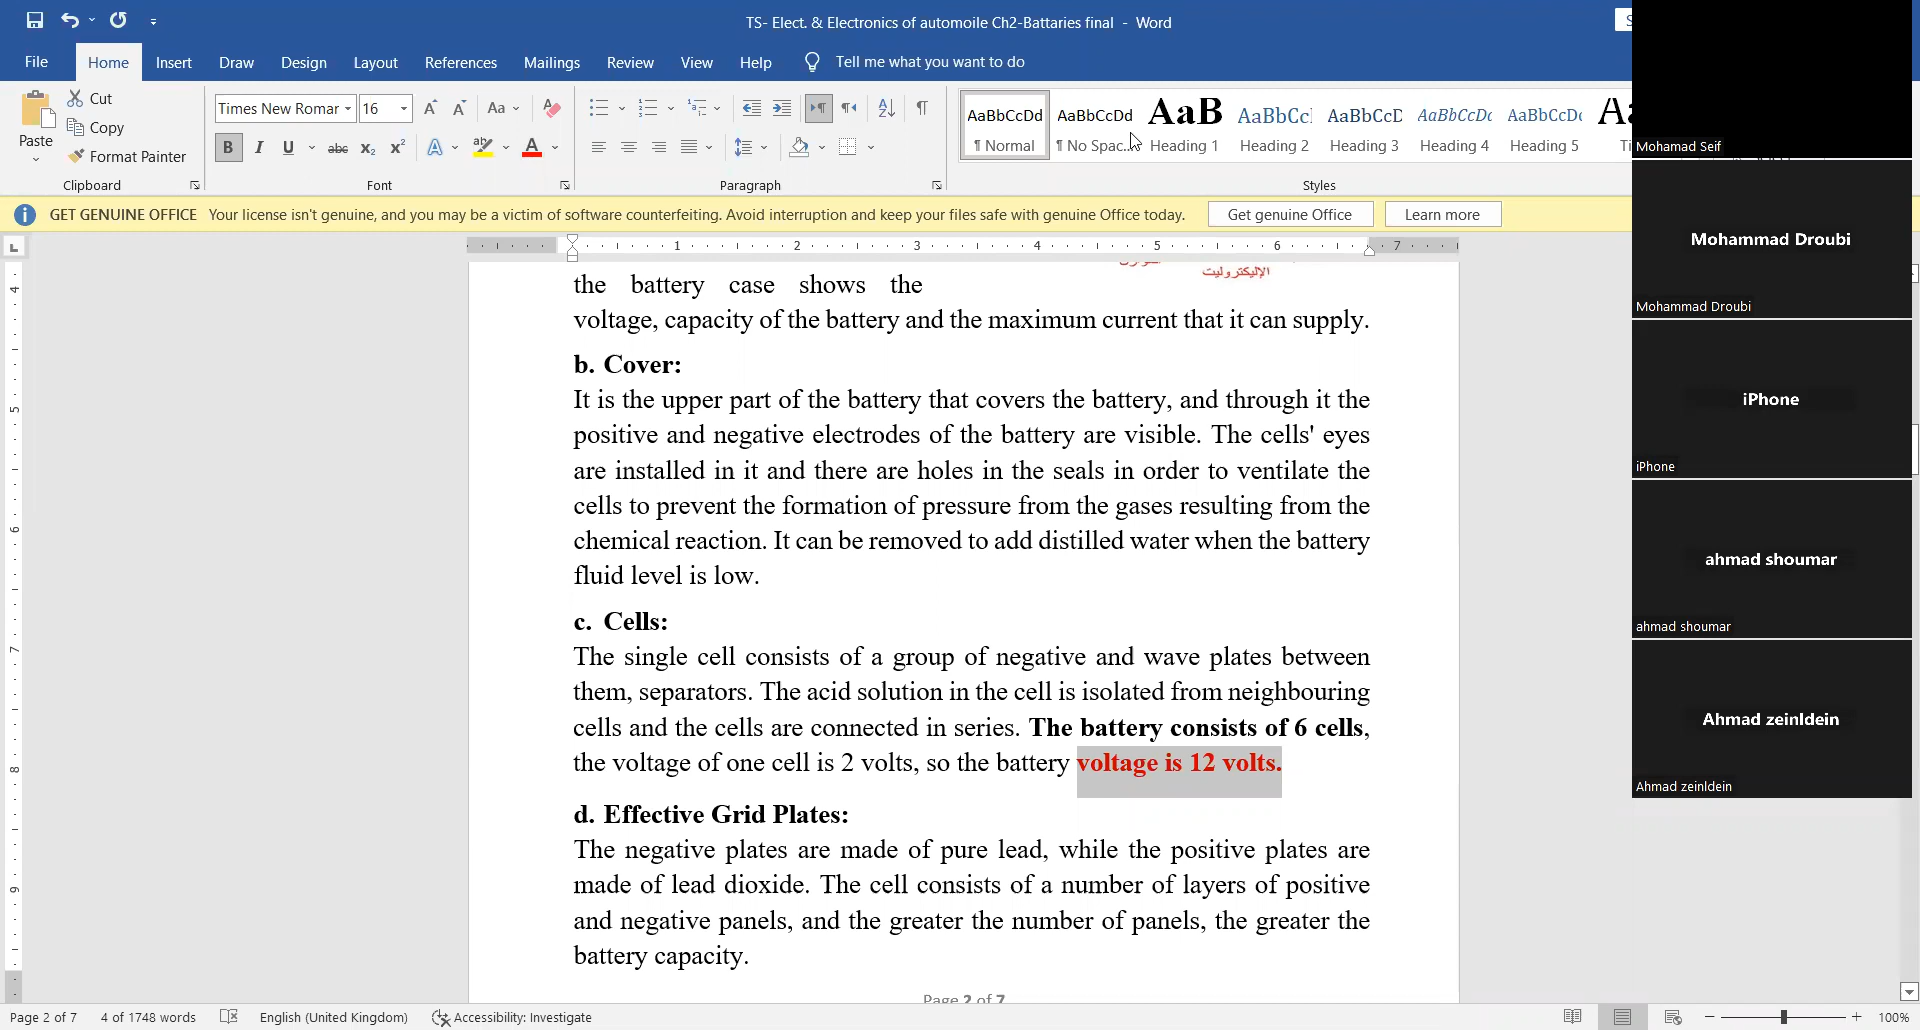 TS- Elect. & Electronics of automoile Ch2-Battaries final - Word
File Home Insert Draw Design Layout References Mailings Review View Help Tell me what you want to do
Paste
Cut
Copy
Format Painter
Clipboard
Times New Romar 16
Font
Paragraph
AaBbCcDd AaBbCcDd AaB AaBbCc AaBbCcC AaBbCcDc AaBbCcDc
¶ Normal ¶ No Spac... Heading 1 Heading 2 Heading 3 Heading 4 Heading 5
Styles
GET GENUINE OFFICE Your license isn't genuine, and you may be a victim of software counterfeiting. Avoid interruption and keep your files safe with genuine Office today. Get genuine Office Learn more
1 2 3 4 5 6 7
الإليكتروليت
the battery case shows the
voltage, capacity of the battery and the maximum current that it can supply.
b. Cover:
It is the upper part of the battery that covers the battery, and through it the
positive and negative electrodes of the battery are visible. The cells' eyes
are installed in it and there are holes in the seals in order to ventilate the
cells to prevent the formation of pressure from the gases resulting from the
chemical reaction. It can be removed to add distilled water when the battery
fluid level is low.
c. Cells:
The single cell consists of a group of negative and wave plates between
them, separators. The acid solution in the cell is isolated from neighbouring
cells and the cells are connected in series. The battery consists of 6 cells,
the voltage of one cell is 2 volts, so the battery voltage is 12 volts.
d. Effective Grid Plates:
The negative plates are made of pure lead, while the positive plates are
made of lead dioxide. The cell consists of a number of layers of positive
and negative panels, and the greater the number of panels, the greater the
battery capacity.
Page 2 of 7
Mohamad Seif
Mohammad Droubi
Mohammad Droubi
iPhone
iPhone
ahmad shoumar
ahmad shoumar
Ahmad zeinldein
Ahmad zeinldein
Page 2 of 7 4 of 1748 words English (United Kingdom) Accessibility: Investigate 100%